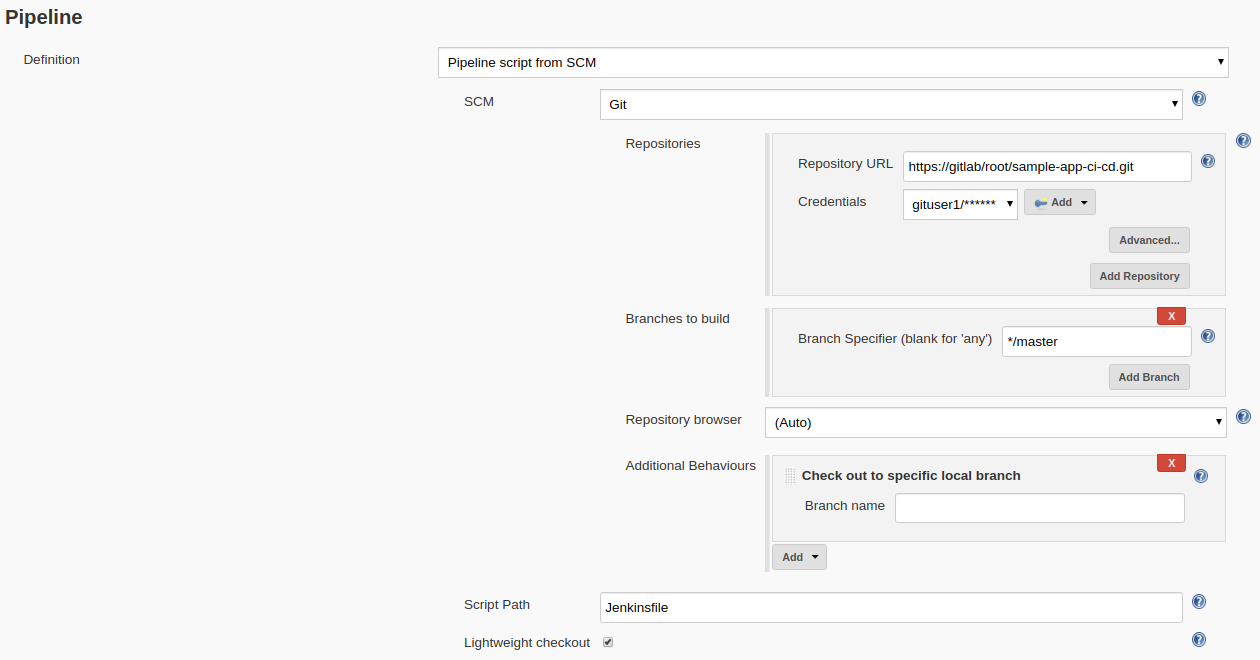 Pipeline
Definition
Pipeline script from SCM
SCM
Git
Repositories
Repository URL
https://gitlab/root/sample-app-ci-cd.git
Credentials
gituser1/******
Add
Advanced...
Add Repository
Branches to build
X
Branch Specifier (blank for 'any')
*/master
Add Branch
Repository browser
(Auto)
Additional Behaviours
X
Check out to specific local branch
Branch name
Add
Script Path
Jenkinsfile
Lightweight checkout